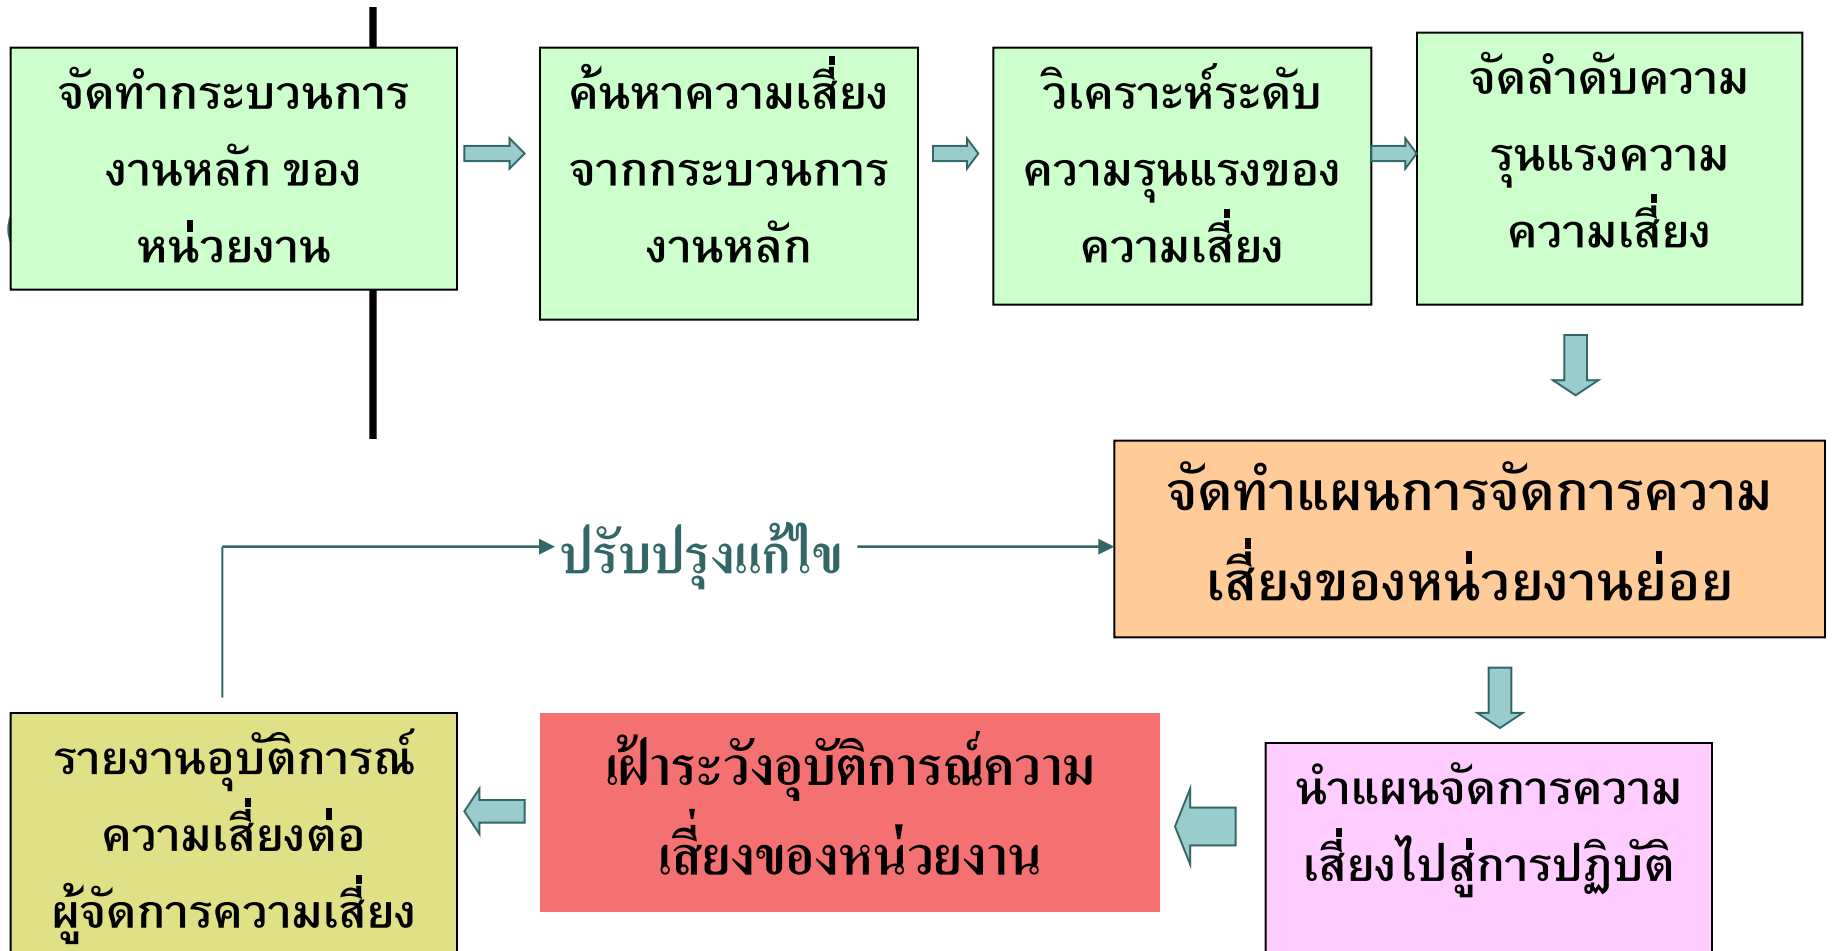 จัดทำกระบวนการ
งานหลัก ของ
หน่วยงาน
ค้นหาความเสี่ยง
จากกระบวนการ
งานหลัก
วิเคราะห์ระดับ
ความรุนแรงของ
ความเสี่ยง
จัดลำดับความ
รุนแรงความ
ความเสี่ยง
จัดทำแผนการจัดการความ
เสี่ยงของหน่วยงานย่อย
นำแผนจัดการความ
เสี่ยงไปสู่การปฏิบัติ
เฝ้าระวังอุบัติการณ์ความ
เสี่ยงของหน่วยงาน
รายงานอุบัติการณ์
ความเสี่ยงต่อ
ผู้จัดการความเสี่ยง
ปรับปรุงแก้ไข